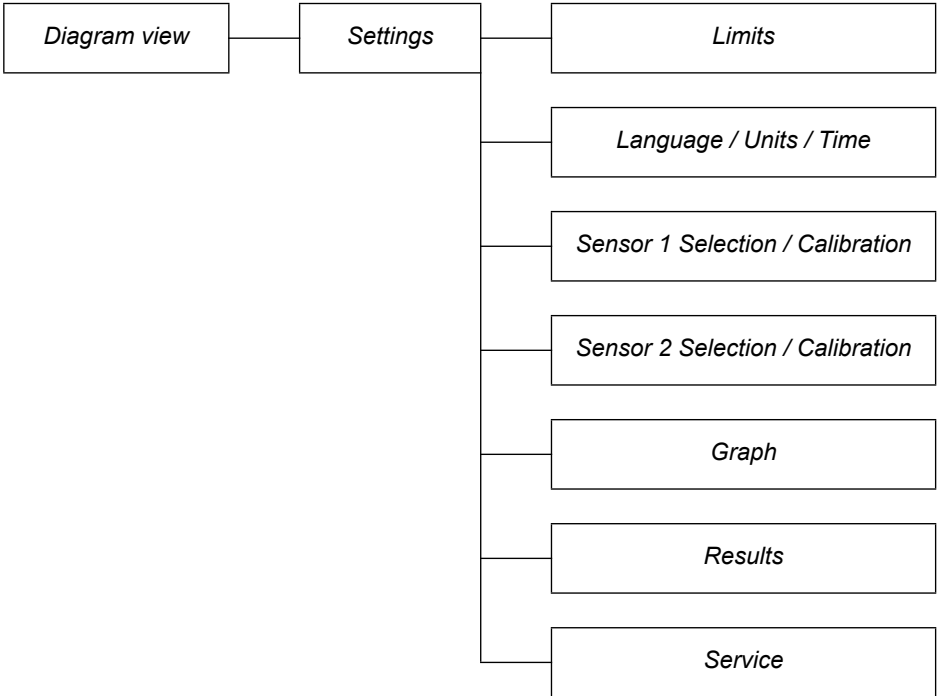 Diagram view
Settings
Limits
Language / Units / Time
Sensor 1 Selection / Calibration
Sensor 2 Selection / Calibration
Graph
Results
Service